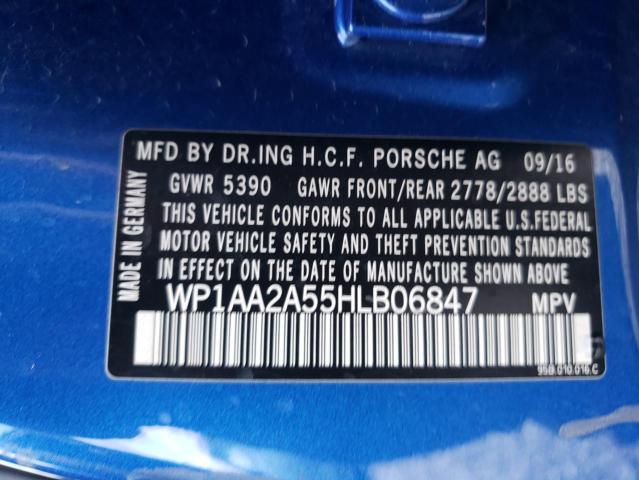 MFD BY DR.ING H.C.F. PORSCHE AG 09/16
GVWR 5390 GAWR FRONT/REAR 2778/2888 LBS
THIS VEHICLE CONFORMS TO ALL APPLICABLE U.S.FEDERAL
MOTOR VEHICLE SAFETY AND THEFT PREVENTION STANDARDS
IN EFFECT ON THE DATE OF MANUFACTURE SHOWN ABOVE
WP1AA2A55HLB06847 MPV
95B.010.016.C
MADE IN GERMANY